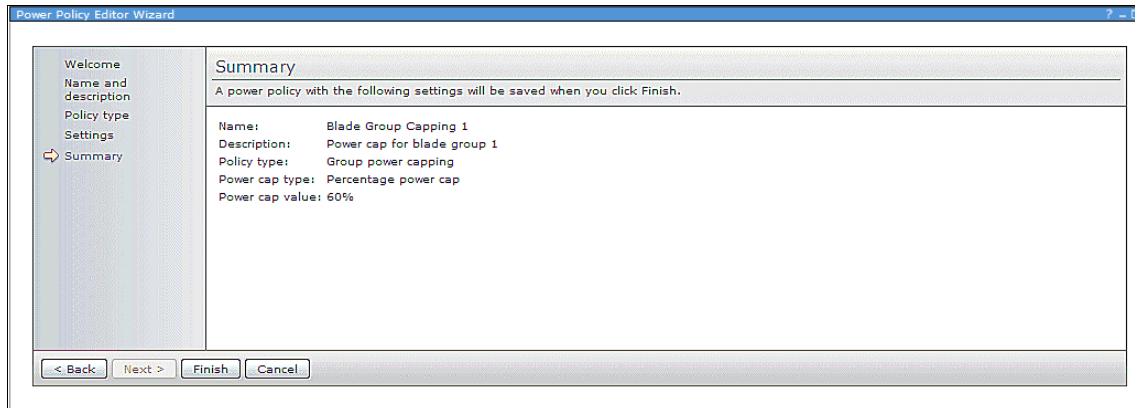 Power Policy Editor Wizard
? –
Welcome
Name and
description
Policy type
Settings
Summary
Summary
A power policy with the following settings will be saved when you click Finish.
Name: Blade Group Capping 1
Description: Power cap for blade group 1
Policy type: Group power capping
Power cap type: Percentage power cap
Power cap value: 60%
< Back Next > Finish Cancel